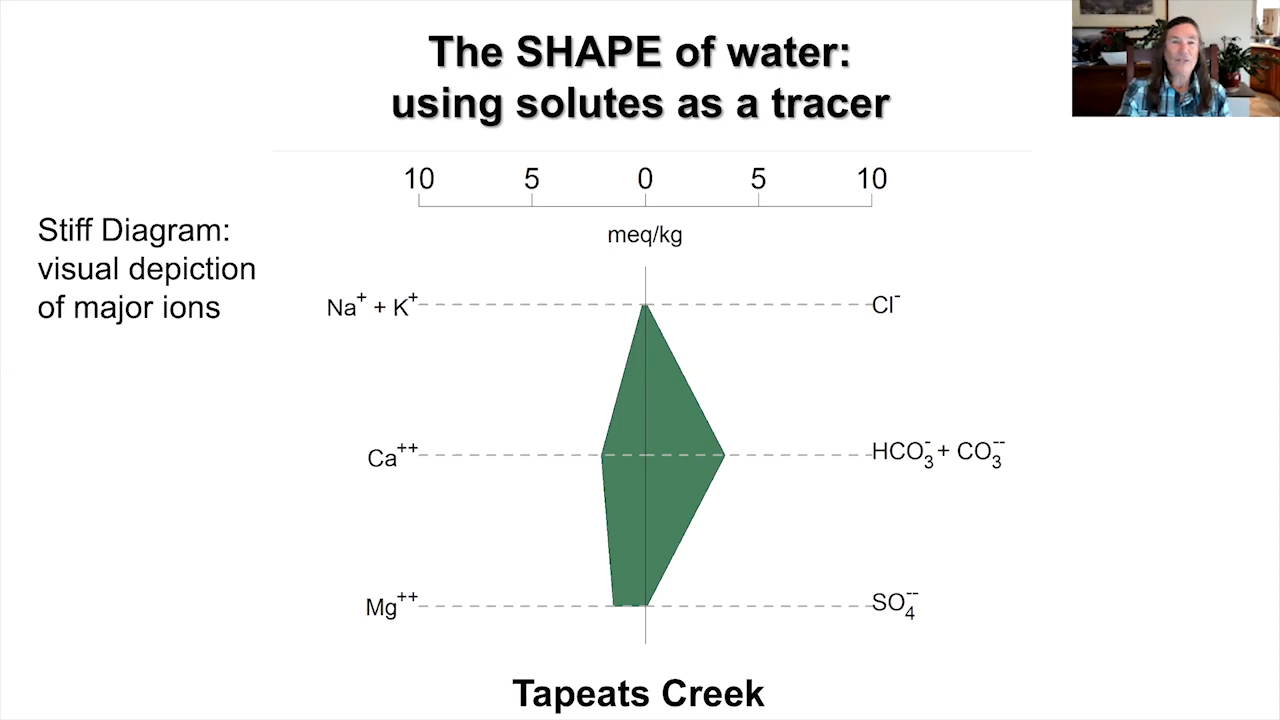 The SHAPE of water:
using solutes as a tracer
10 5 0 5 10
meq/kg
Stiff Diagram:
visual depiction
of major ions
Na⁺ + K⁺
Cl⁻
Ca⁺⁺
HCO₃⁻ + CO₃⁻⁻
Mg⁺⁺
SO₄⁻⁻
Tapeats Creek